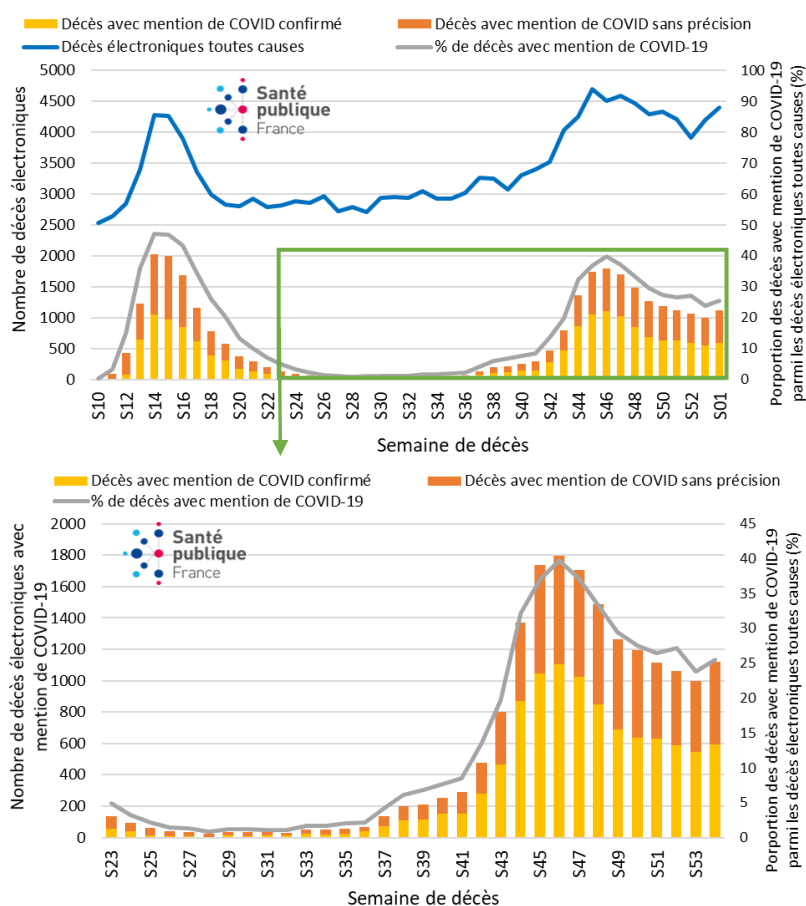 Décès avec mention de COVID confirmé
Décès avec mention de COVID sans précision
Décès électroniques toutes causes
% de décès avec mention de COVID-19
Nombre de décès électroniques
5000
4500
4000
3500
3000
2500
2000
1500
1000
500
0
Santé
publique
France
100
90
80
70
60
50
40
30
20
10
0
Porportion des décès avec mention de COVID-19
parmi les décès électroniques toutes causes (%)
S10
S12
S14
S16
S18
S20
S22
S24
S26
S28
S30
S32
S34
S36
S38
S40
S42
S44
S46
S48
S50
S52
S01
Semaine de décès
Décès avec mention de COVID confirmé
Décès avec mention de COVID sans précision
% de décès avec mention de COVID-19
Nombre de décès électroniques avec
mention de COVID-19
2000
1800
1600
1400
1200
1000
800
600
400
200
0
Santé
publique
France
45
40
35
30
25
20
15
10
5
0
Porportion des décès avec mention de COVID-19
parmi les décès électroniques toutes causes (%)
S23
S25
S27
S29
S31
S33
S35
S37
S39
S41
S43
S45
S47
S49
S51
S53
Semaine de décès